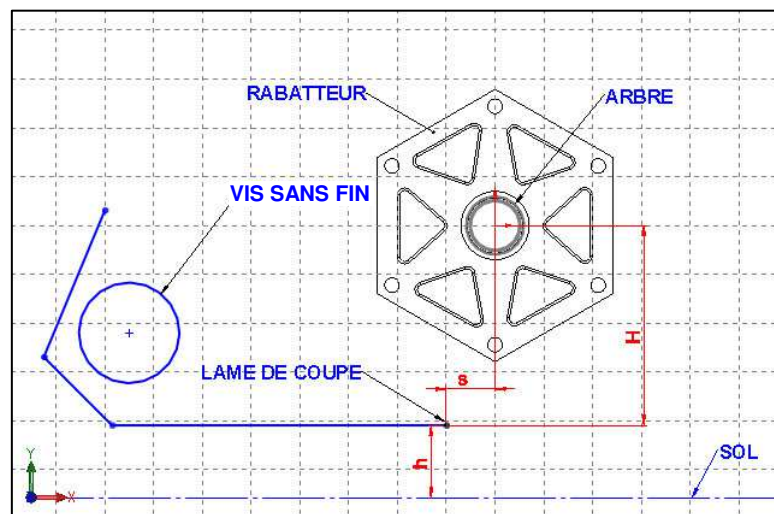 RABATTEUR
ARBRE
VIS SANS FIN
H
LAME DE COUPE
s
h
SOL
Y
X